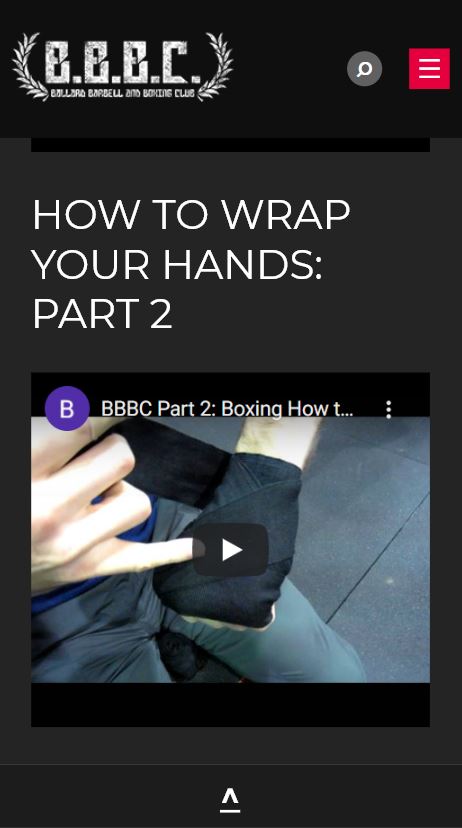 B.B.B.C.
BALLARD BARBELL AND BOXING CLUB
HOW TO WRAP
YOUR HANDS:
PART 2
B BBBC Part 2: Boxing How t...